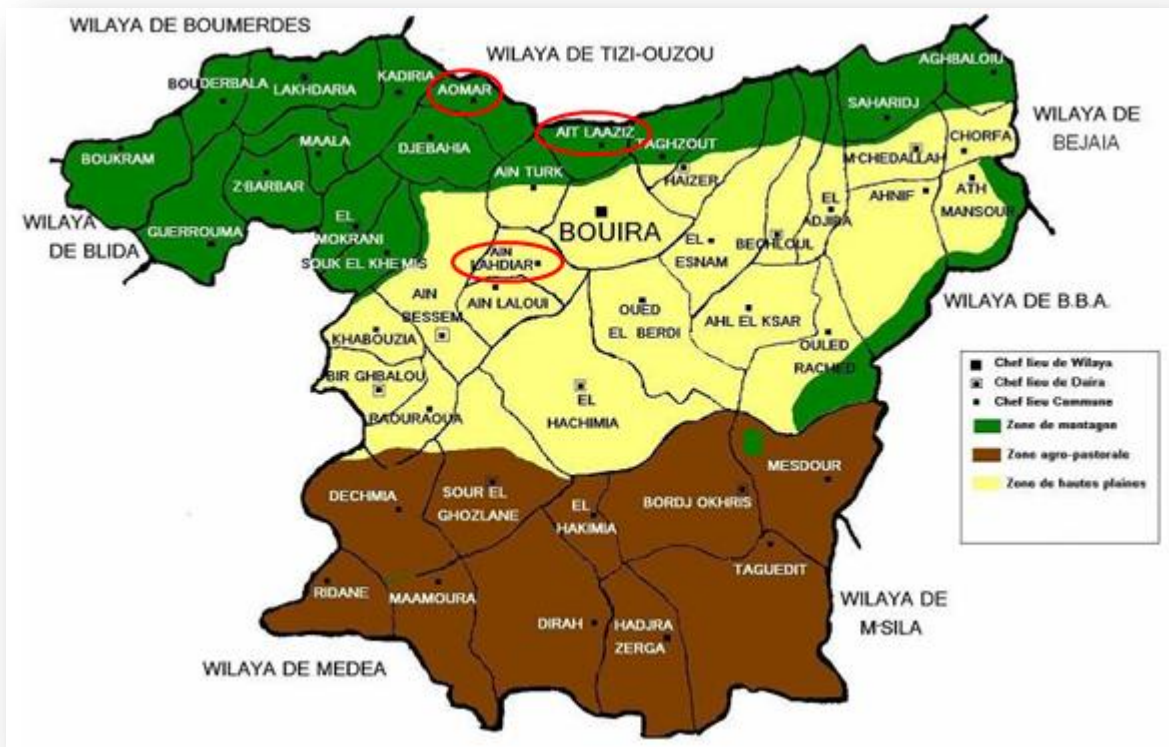 WILAYA DE BOUMERDES
WILAYA DE TIZI-OUZOU
AGHBALOIU
KADIRIA
BOUDERBALA
LAKHDARIA
AOMAR
SAHARIDJ
WILAYA DE
BEJAIA
AIT LAAZIZ
CHORFA
MAALA
DJEBAHIA
TAGHZOUT
BOUKRAM
M'CHEDALLAH
AIN TURK
HAIZER
Z'BARBAR
AHNIF
ATH
MANSOUR
EL
ADJIBA
WILAYA
DE BLIDA
GUERROUMA
EL
MOKRANI
BOUIRA
BECHLOUL
EL
ESNAM
SOUK EL KHEMIS
AIN
LAHDIAR
AIN
BESSEM
AIN LALOUI
OUED
EL BERDI
AHL EL KSAR
WILAYA DE B.B.A.
KHABOUZIA
OULED
RACHED
BIR GHBALOU
EL
HACHIMIA
RAOURAOUA
Chef lieu de Wilaya
Chef lieu de Daira
Chef lieu Commune
Zone de montagne
Zone agro-pastorale
Zone de hautes plaines
MESDOUR
DECHMIA
SOUR EL
GHOZLANE
EL
HAKIMIA
BORDJ OKHRIS
TAGUEDIT
RIDANE
MAAMOURA
WILAYA DE
M'SILA
DIRAH
HADJRA
ZERGA
WILAYA DE MEDEA